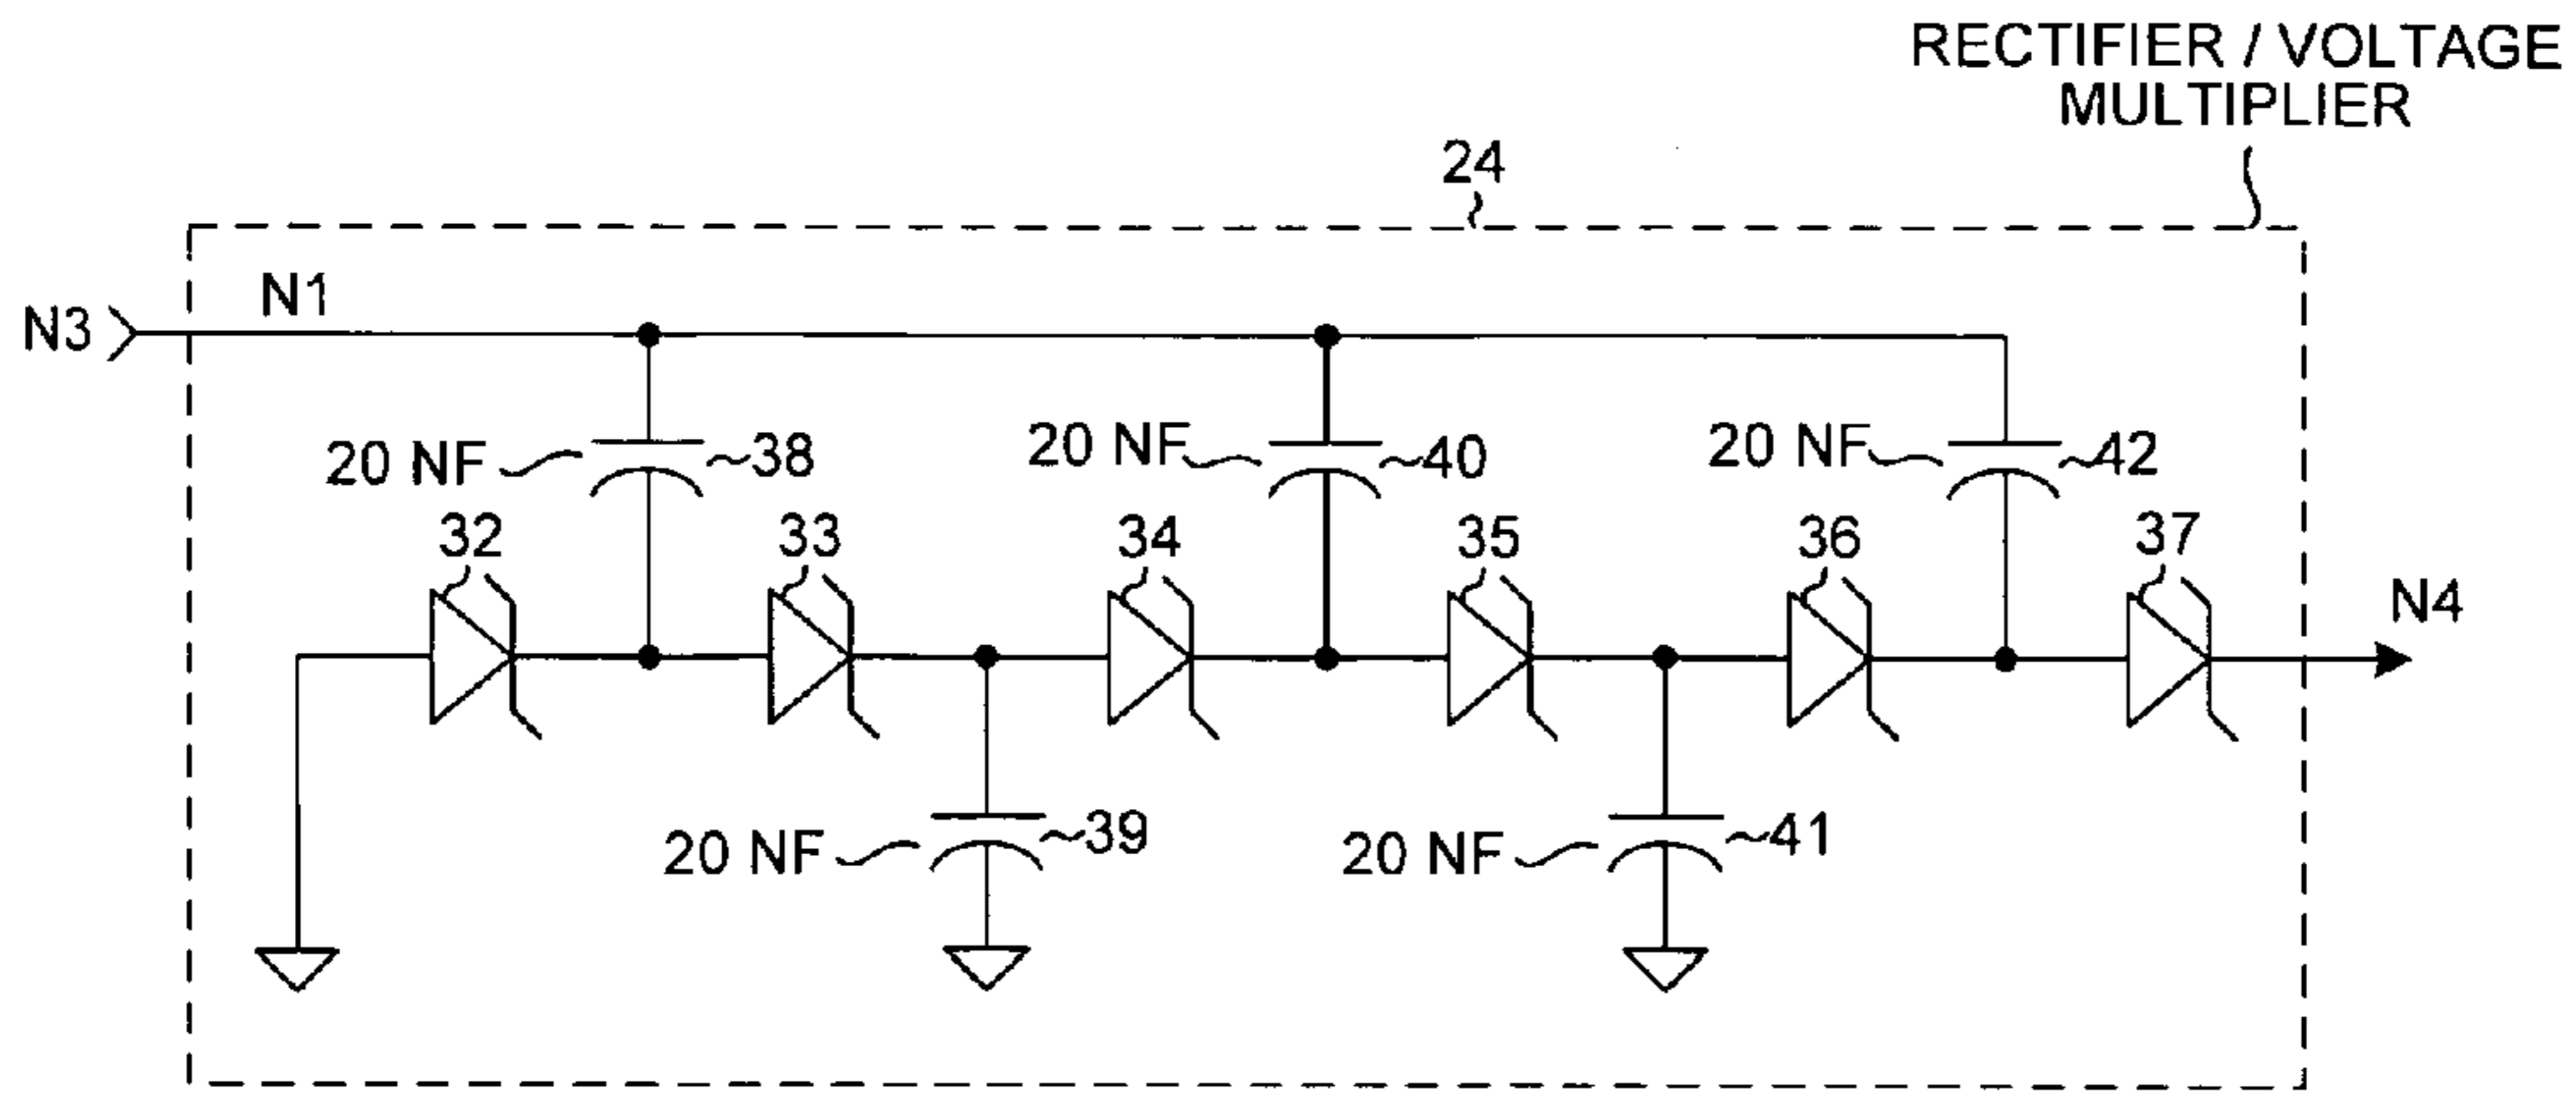 RECTIFIER / VOLTAGE
MULTIPLIER
24
N3
N1
20 NF
38
20 NF
40
20 NF
42
32
33
34
35
36
37
N4
20 NF
39
20 NF
41